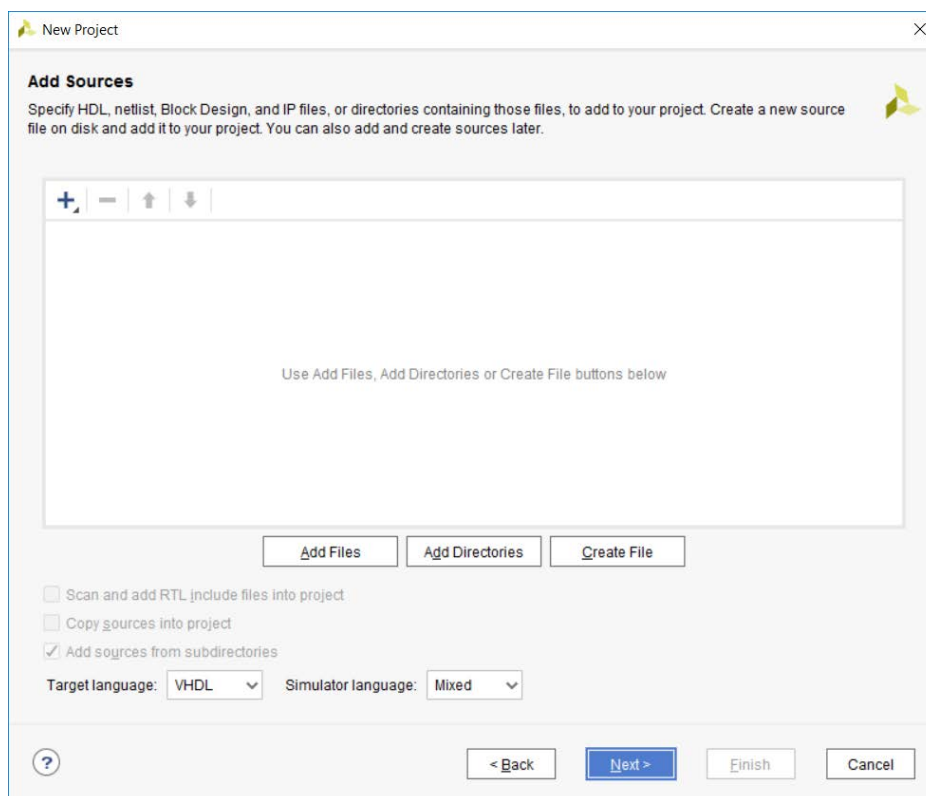 New Project
Add Sources
Specify HDL, netlist, Block Design, and IP files, or directories containing those files, to add to your project. Create a new source
file on disk and add it to your project. You can also add and create sources later.
Use Add Files, Add Directories or Create File buttons below
Add Files Add Directories Create File
Scan and add RTL include files into project
Copy sources into project
Add sources from subdirectories
Target language: VHDL Simulator language: Mixed
? < Back Next > Finish Cancel